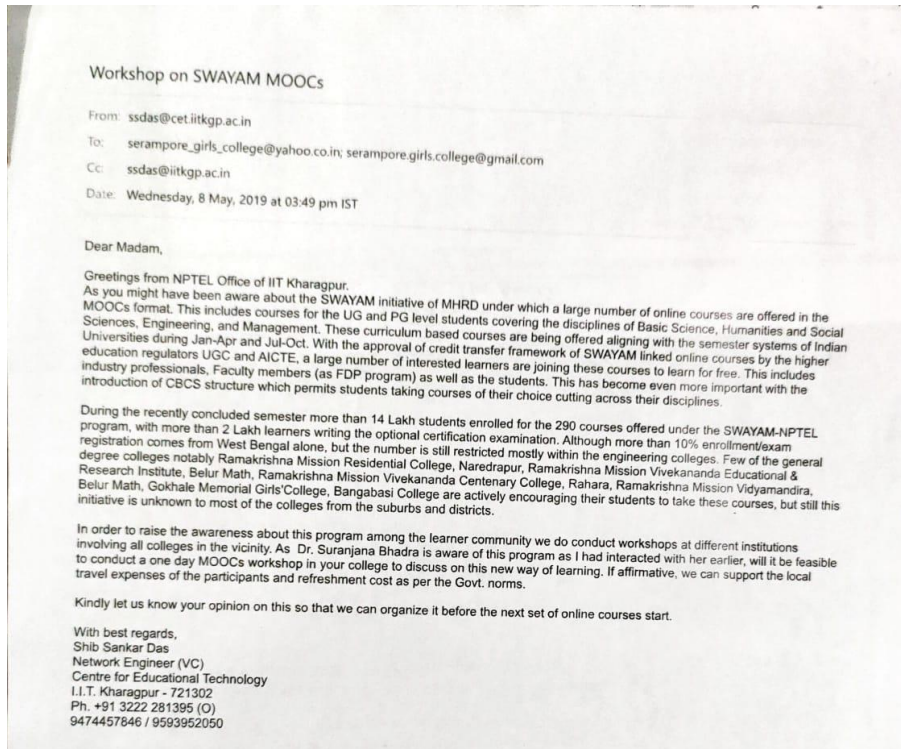 Workshop on SWAYAM MOOCs
From: ssdas@cet.iitkgp.ac.in
To: serampore_girls_college@yahoo.co.in; serampore.girls.college@gmail.com
Cc: ssdas@iitkgp.ac.in
Date: Wednesday, 8 May, 2019 at 03:49 pm IST
Dear Madam,
Greetings from NPTEL Office of IIT Kharagpur.
As you might have been aware about the SWAYAM initiative of MHRD under which a large number of online courses are offered in the
MOOCs format. This includes courses for the UG and PG level students covering the disciplines of Basic Science, Humanities and Social
Sciences, Engineering, and Management. These curriculum based courses are being offered aligning with the semester systems of Indian
Universities during Jan-Apr and Jul-Oct. With the approval of credit transfer framework of SWAYAM linked online courses by the higher
education regulators UGC and AICTE, a large number of interested learners are joining these courses to learn for free. This includes
industry professionals, Faculty members (as FDP program) as well as the students. This has become even more important with the
introduction of CBCS structure which permits students taking courses of their choice cutting across their disciplines.
During the recently concluded semester more than 14 Lakh students enrolled for the 290 courses offered under the SWAYAM-NPTEL
program, with more than 2 Lakh learners writing the optional certification examination. Although more than 10% enrollment/exam
registration comes from West Bengal alone, but the number is still restricted mostly within the engineering colleges. Few of the general
degree colleges notably Ramakrishna Mission Residential College, Naredrapur, Ramakrishna Mission Vivekananda Educational &
Research Institute, Belur Math, Ramakrishna Mission Vivekananda Centenary College, Rahara, Ramakrishna Mission Vidyamandira,
Belur Math, Gokhale Memorial Girls'College, Bangabasi College are actively encouraging their students to take these courses, but still this
initiative is unknown to most of the colleges from the suburbs and districts.
In order to raise the awareness about this program among the learner community we do conduct workshops at different institutions
involving all colleges in the vicinity. As Dr. Suranjana Bhadra is aware of this program as I had interacted with her earlier, will it be feasible
to conduct a one day MOOCs workshop in your college to discuss on this new way of learning. If affirmative, we can support the local
travel expenses of the participants and refreshment cost as per the Govt. norms.
Kindly let us know your opinion on this so that we can organize it before the next set of online courses start.
With best regards,
Shib Sankar Das
Network Engineer (VC)
Centre for Educational Technology
I.I.T. Kharagpur - 721302
Ph. +91 3222 281395 (O)
9474457846 / 9593952050